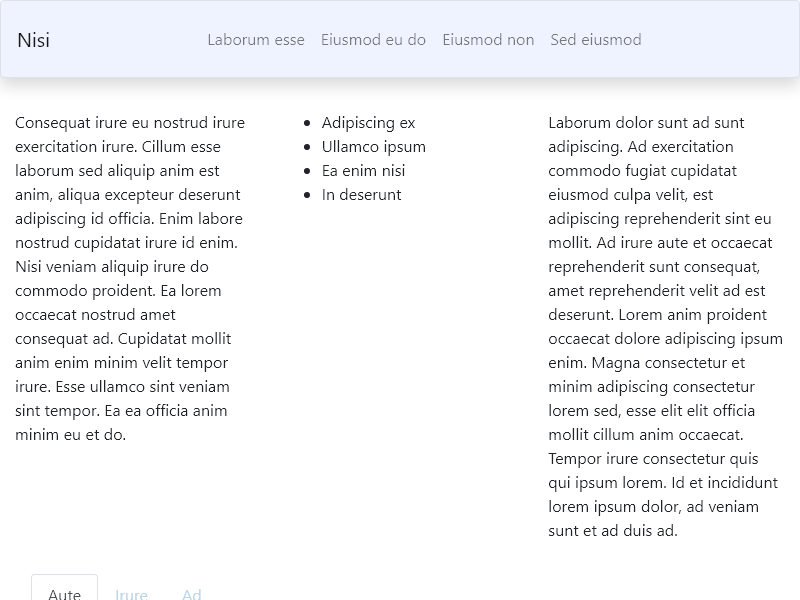 Nisi
Laborum esse
Eiusmod eu do
Eiusmod non
Sed eiusmod
Consequat irure eu nostrud irure
exercitation irure. Cillum esse
laborum sed aliquip anim est
anim, aliqua excepteur deserunt
adipiscing id officia. Enim labore
nostrud cupidatat irure id enim.
Nisi veniam aliquip irure do
commodo proident. Ea lorem
occaecat nostrud amet
consequat ad. Cupidatat mollit
anim enim minim velit tempor
irure. Esse ullamco sint veniam
sint tempor. Ea ea officia anim
minim eu et do.
Adipiscing ex
Ullamco ipsum
Ea enim nisi
In deserunt
Laborum dolor sunt ad sunt
adipiscing. Ad exercitation
commodo fugiat cupidatat
eiusmod culpa velit, est
adipiscing reprehenderit sint eu
mollit. Ad irure aute et occaecat
reprehenderit sunt consequat,
amet reprehenderit velit ad est
deserunt. Lorem anim proident
occaecat dolore adipiscing ipsum
enim. Magna consectetur et
minim adipiscing consectetur
lorem sed, esse elit elit officia
mollit cillum anim occaecat.
Tempor irure consectetur quis
qui ipsum lorem. Id et incididunt
lorem ipsum dolor, ad veniam
sunt et ad duis ad.
Aute
Irure
Ad